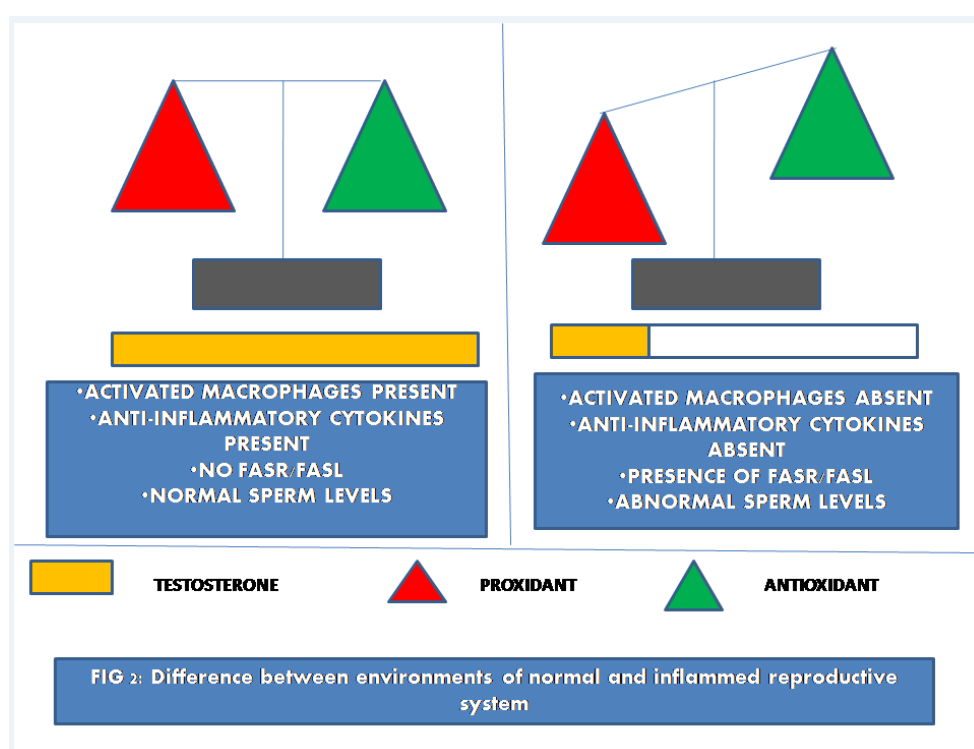 •ACTIVATED MACROPHAGES PRESENT
•ANTI-INFLAMMATORY CYTOKINES
PRESENT
•NO FASR/FASL
•NORMAL SPERM LEVELS
•ACTIVATED MACROPHAGES ABSENT
•ANTI-INFLAMMATORY CYTOKINES
ABSENT
•PRESENCE OF FASR/FASL
•ABNORMAL SPERM LEVELS
TESTOSTERONE
PROXIDANT
ANTIOXIDANT
FIG 2: Difference between environments of normal and inflammed reproductive
system